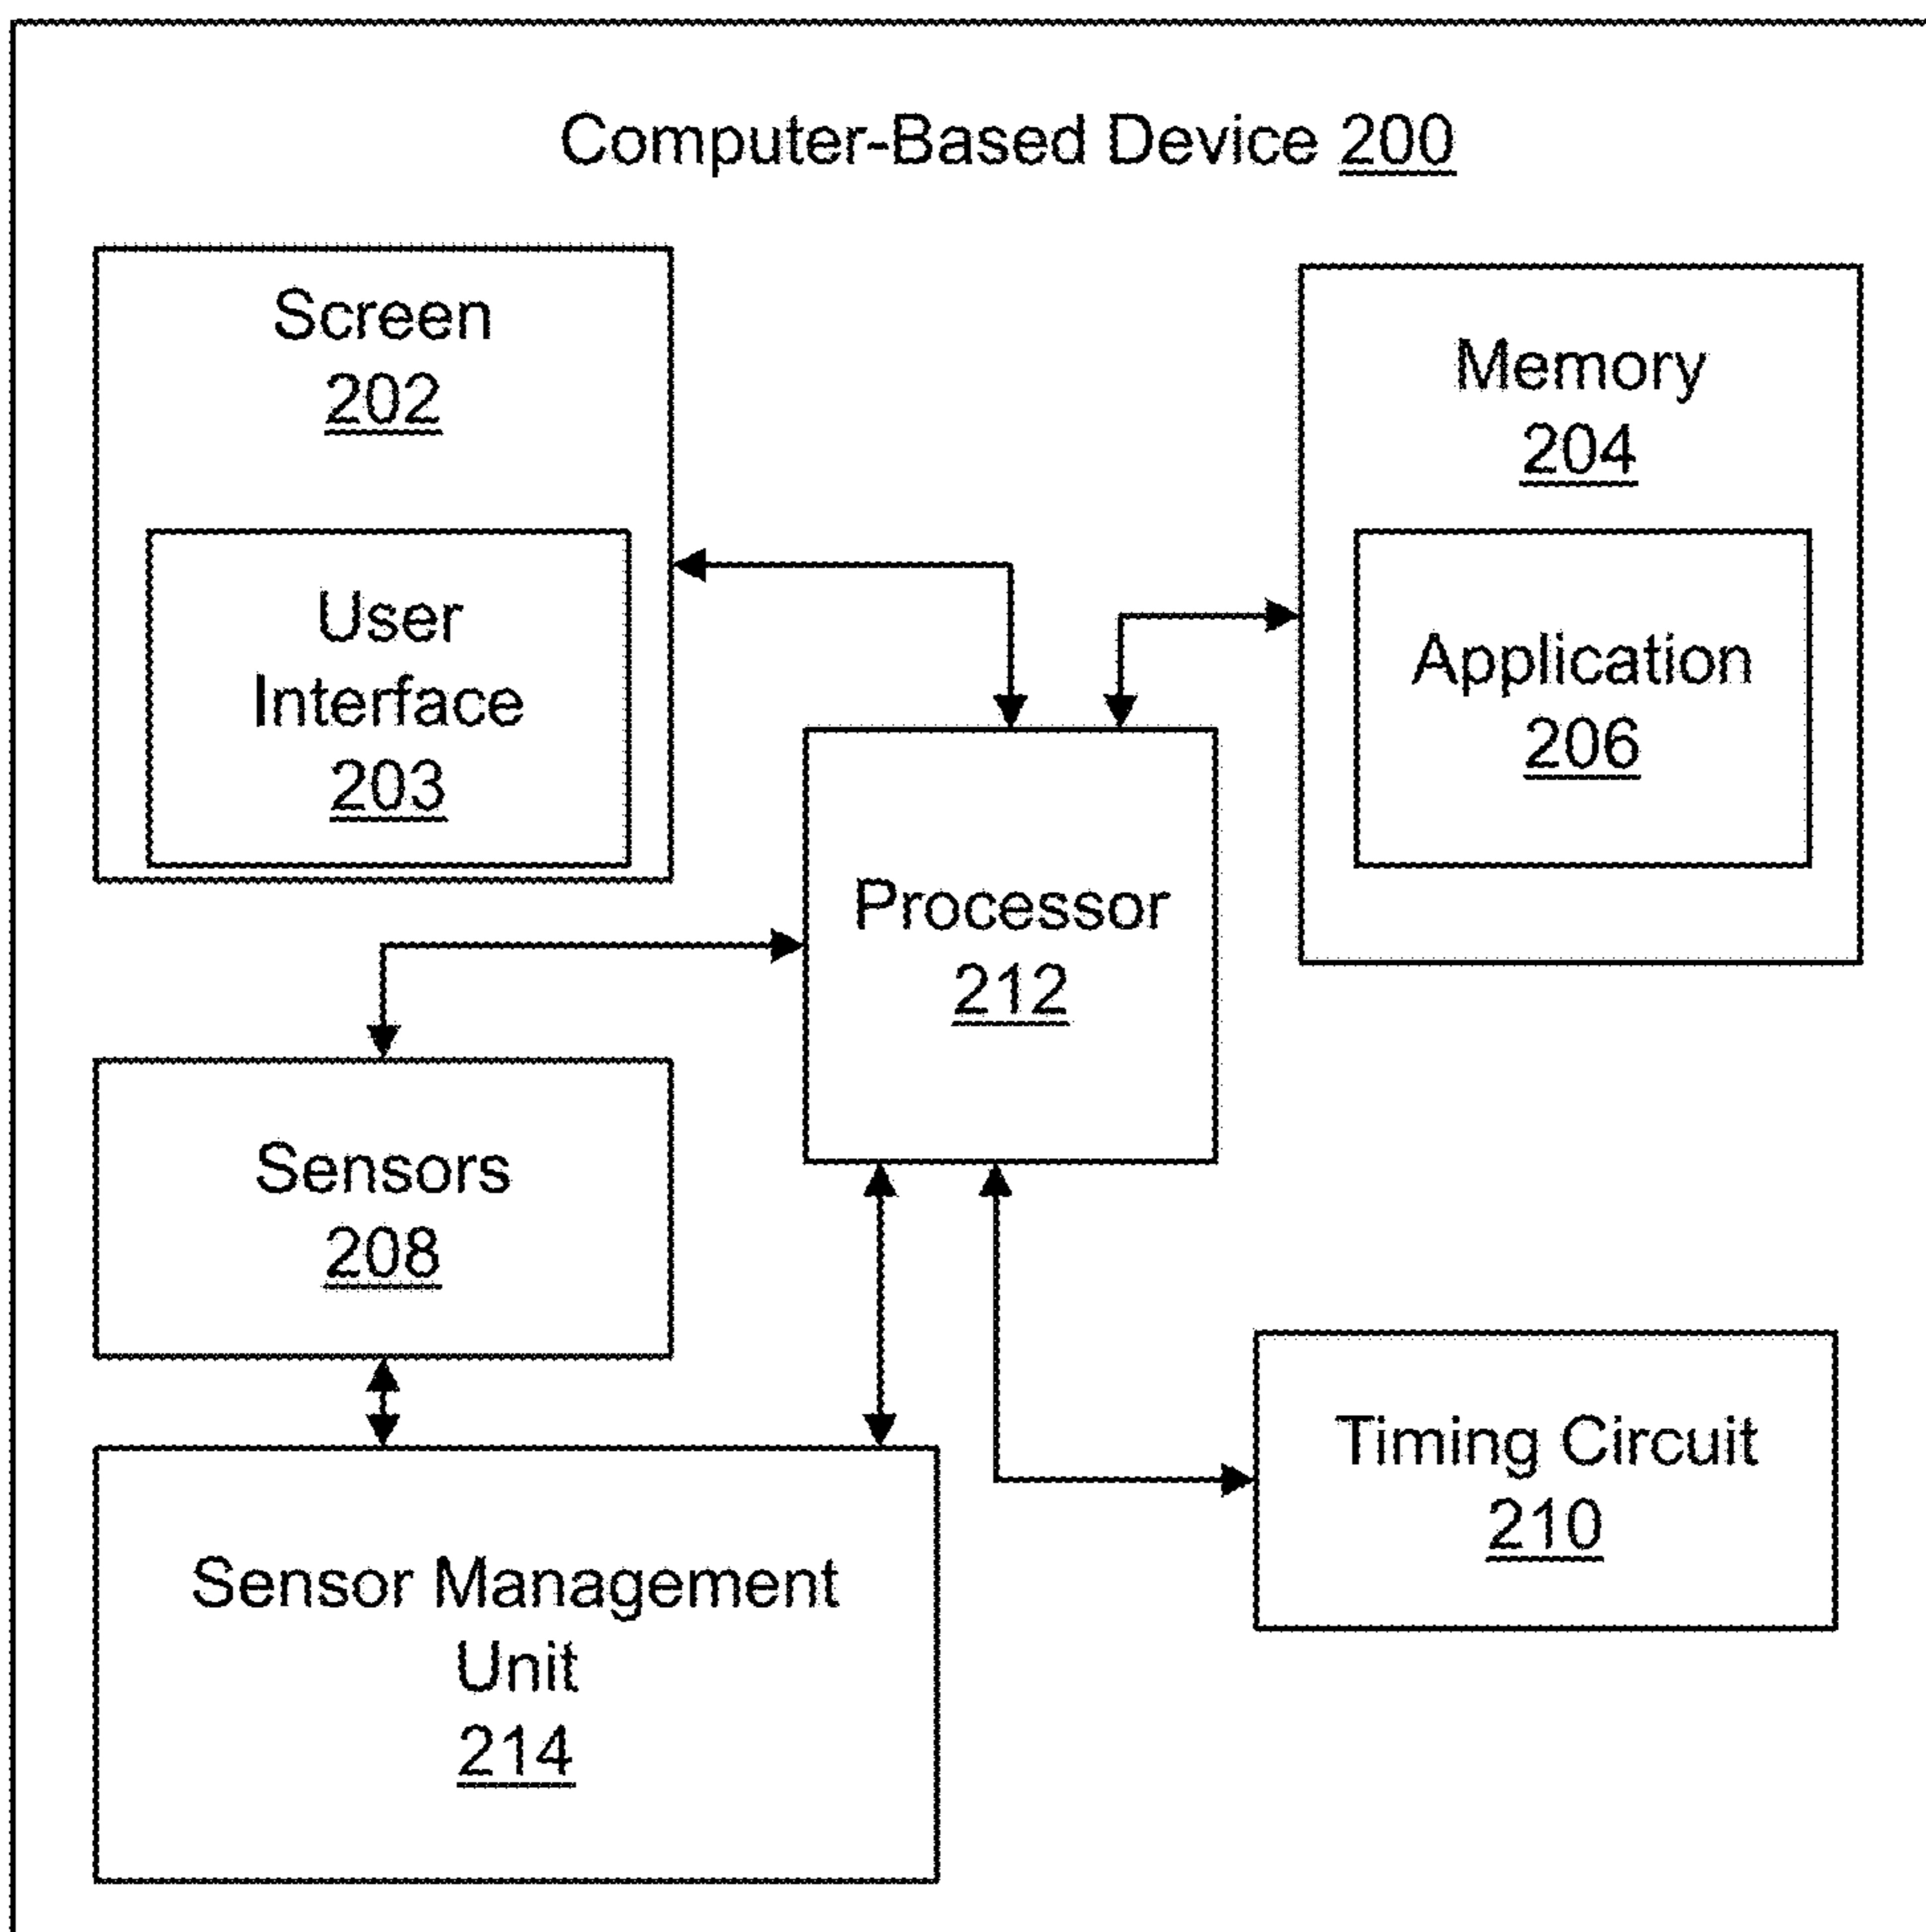 Computer-Based Device 200
Screen
202
User
Interface
203
Memory
204
Application
206
Processor
212
Sensors
208
Timing Circuit
210
Sensor Management
Unit
214